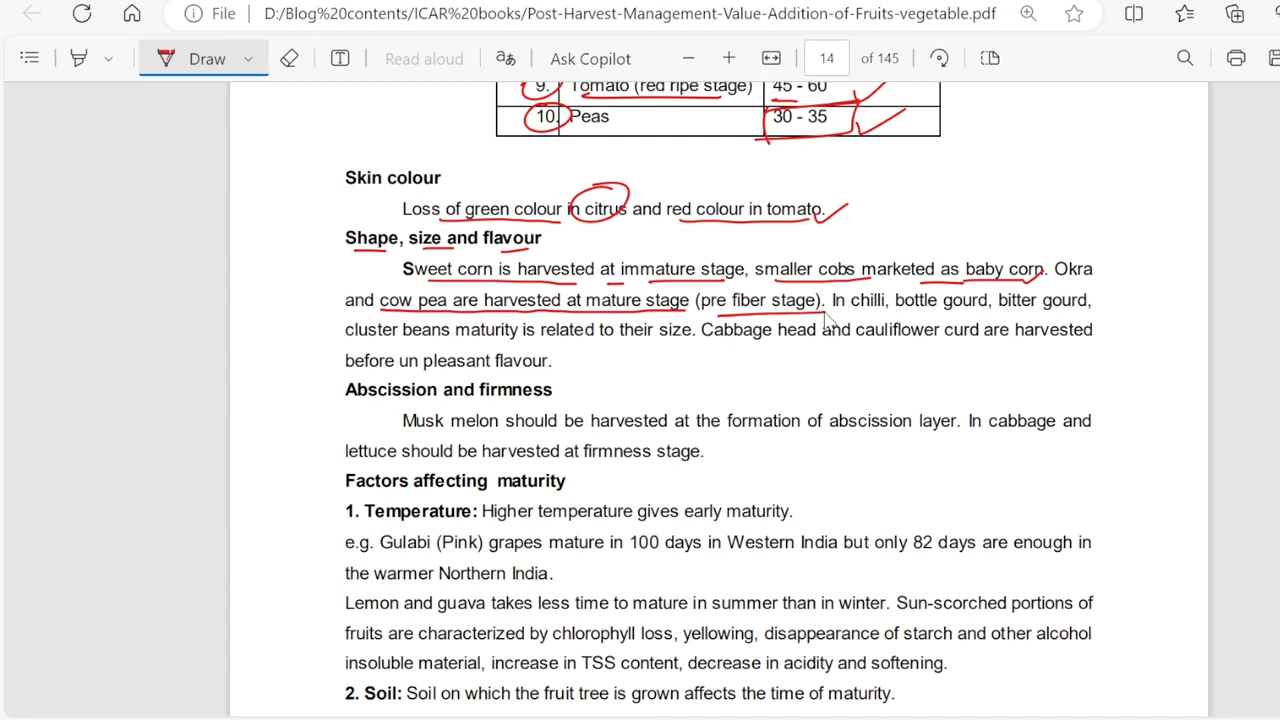 File D:/Blog%20contents/ICAR%20books/Post-Harvest-Management-Value-Addition-of-Fruits-vegetable.pdf
Draw Read aloud aあ Ask Copilot 14 of 145
9. Tomato (red ripe stage) 45 - 60
10. Peas 30 - 35
Skin colour
Loss of green colour in citrus and red colour in tomato.
Shape, size and flavour
Sweet corn is harvested at immature stage, smaller cobs marketed as baby corp. Okra
and cow pea are harvested at mature stage (pre fiber stage). In chilli, bottle gourd, bitter gourd,
cluster beans maturity is related to their size. Cabbage head and cauliflower curd are harvested
before un pleasant flavour.
Abscission and firmness
Musk melon should be harvested at the formation of abscission layer. In cabbage and
lettuce should be harvested at firmness stage.
Factors affecting maturity
1. Temperature: Higher temperature gives early maturity.
e.g. Gulabi (Pink) grapes mature in 100 days in Western India but only 82 days are enough in
the warmer Northern India.
Lemon and guava takes less time to mature in summer than in winter. Sun-scorched portions of
fruits are characterized by chlorophyll loss, yellowing, disappearance of starch and other alcohol
insoluble material, increase in TSS content, decrease in acidity and softening.
2. Soil: Soil on which the fruit tree is grown affects the time of maturity.